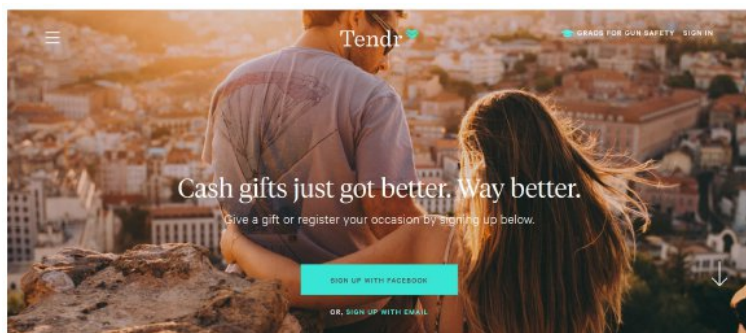 Tendr
GRADS FOR GUN SAFETY SIGN IN
Cash gifts just got better. Way better.
Give a gift or register your occasion by signing up below.
SIGN UP WITH FACEBOOK
OR, SIGN UP WITH EMAIL